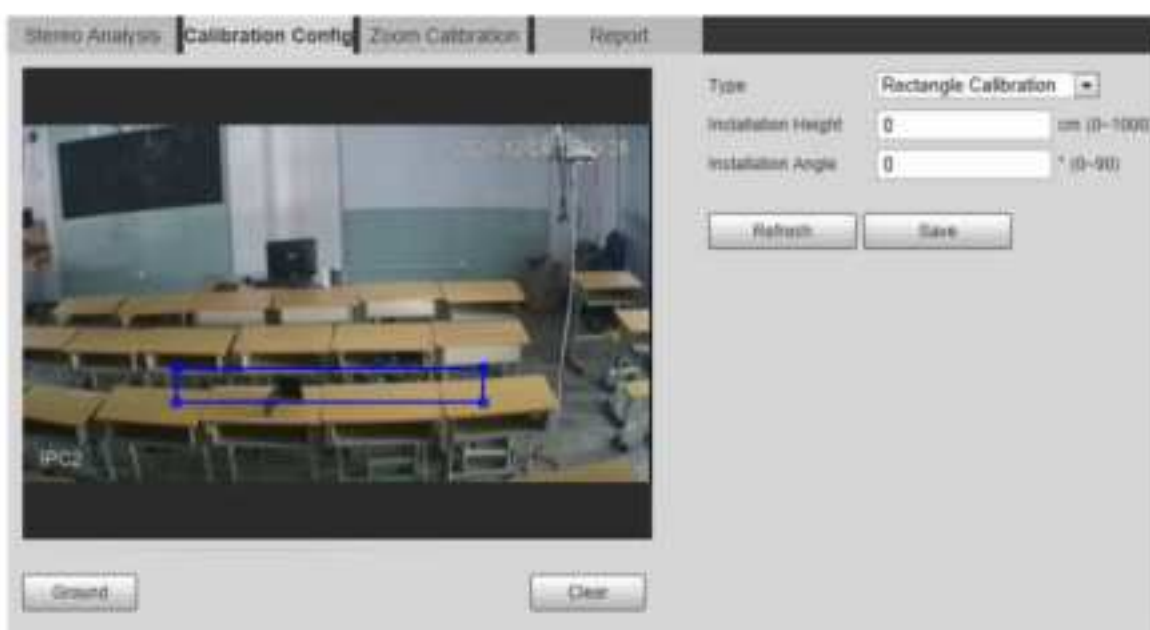 Stereo Analysis Calibration Config Zoom Calibration Report
Type Rectangle Calibration
Installation Height 0 cm (0~1000)
Installation Angle 0 ° (0~90)
Refresh Save
IPC2
Ground Clear